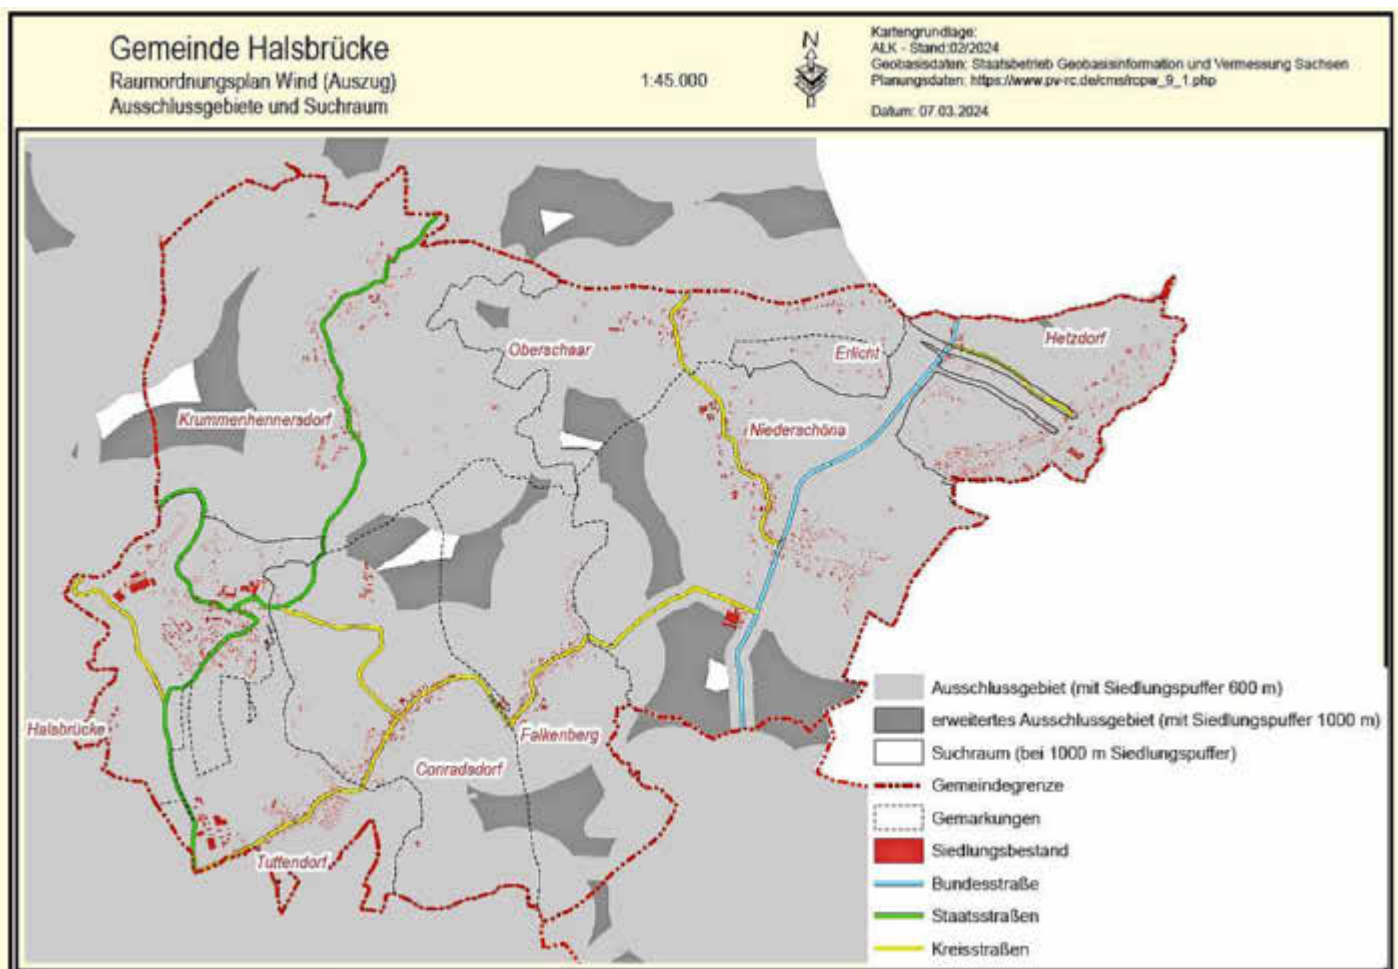 Gemeinde Halsbrücke
Raumordnungsplan Wind (Auszug)
Ausschlussgebiete und Suchraum
1:45.000
N
Kartengrundlage:
ALK - Stand:02/2024
Geobasisdaten: Staatsbetrieb Geobasisinformation und Vermessung Sachsen
Planungsdaten: https://www.pv-rc.de/cms/ropw_9_1.php
Datum: 07.03.2024
Hetzdorf
Oberschaar
Erlicht
Krummenhennersdorf
Niederschöna
Halsbrücke
Falkenberg
Conradsdorf
Tuttendorf
Ausschlussgebiet (mit Siedlungspuffer 600 m)
erweitertes Ausschlussgebiet (mit Siedlungspuffer 1000 m)
Suchraum (bei 1000 m Siedlungspuffer)
Gemeindegrenze
Gemarkungen
Siedlungsbestand
Bundesstraße
Staatsstraßen
Kreisstraßen